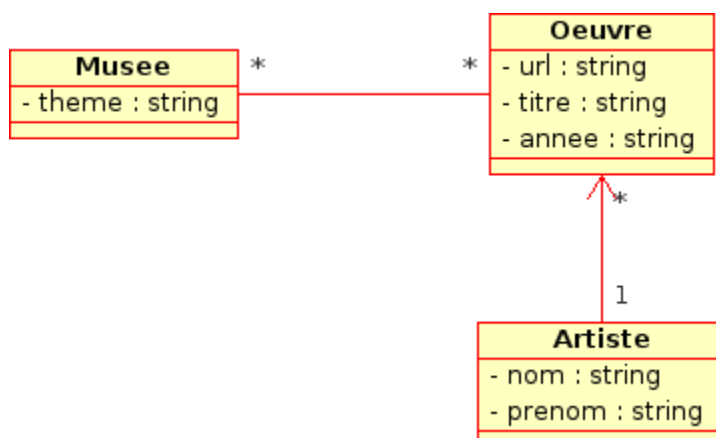 Musee
- theme : string
*
*
Oeuvre
- url : string
- titre : string
- annee : string
*
1
Artiste
- nom : string
- prenom : string